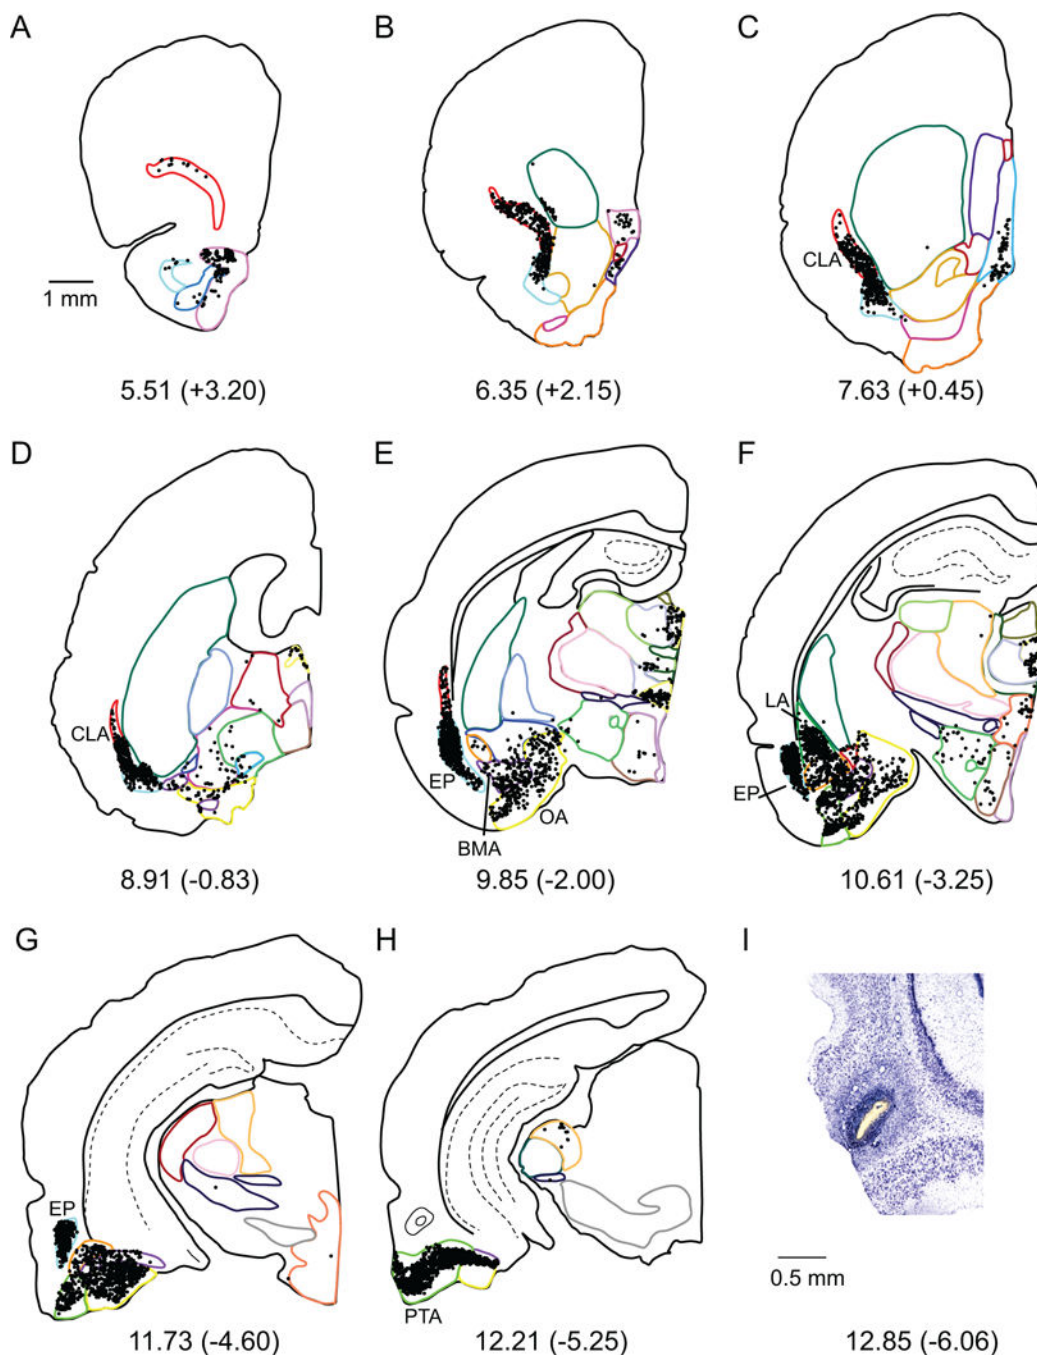 A
B
C
CLA
1 mm
5.51 (+3.20)
6.35 (+2.15)
7.63 (+0.45)
D
E
F
CLA
EP
BMA
OA
LA
EP
8.91 (-0.83)
9.85 (-2.00)
10.61 (-3.25)
G
H
I
EP
PTA
0.5 mm
11.73 (-4.60)
12.21 (-5.25)
12.85 (-6.06)